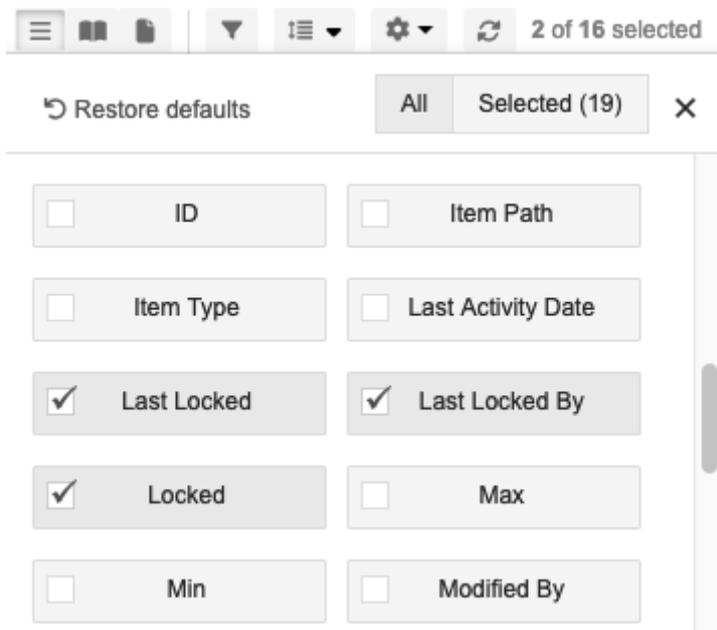 2 of 16 selected
Restore defaults All Selected (19)
ID Item Path
Item Type Last Activity Date
Last Locked Last Locked By
Locked Max
Min Modified By